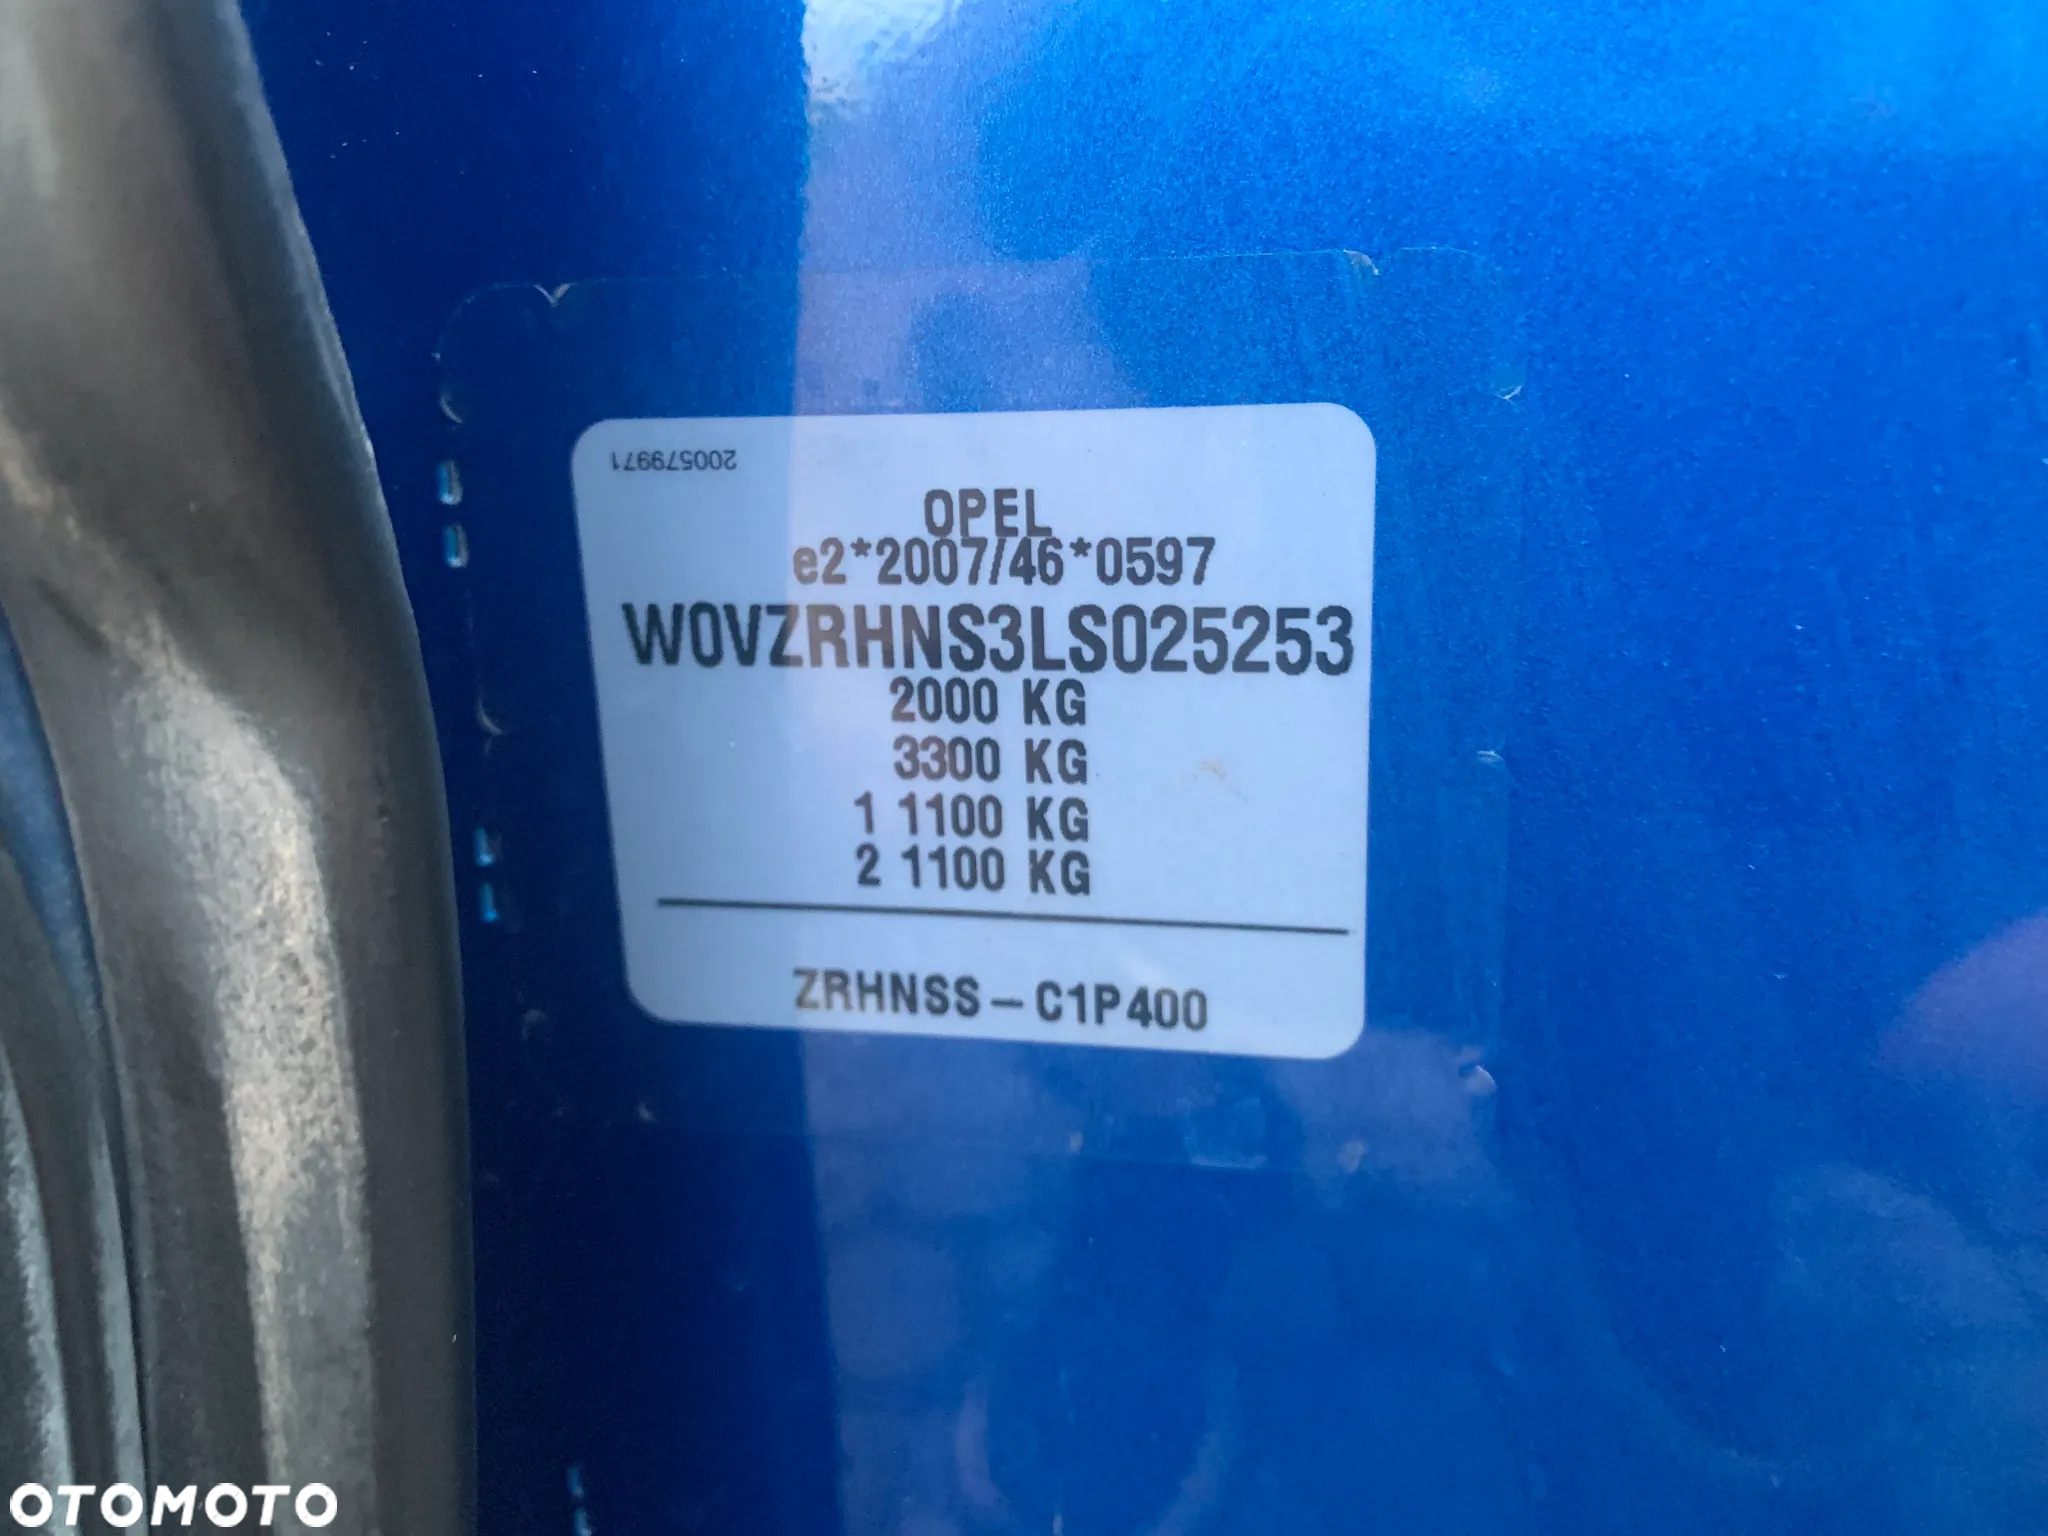 200579971
OPEL
e2*2007/46*0597
W0VZRHNS3LS025253
2000 KG
3300 KG
1 1100 KG
2 1100 KG
ZRHNSS-C1P400
OTOMOTO